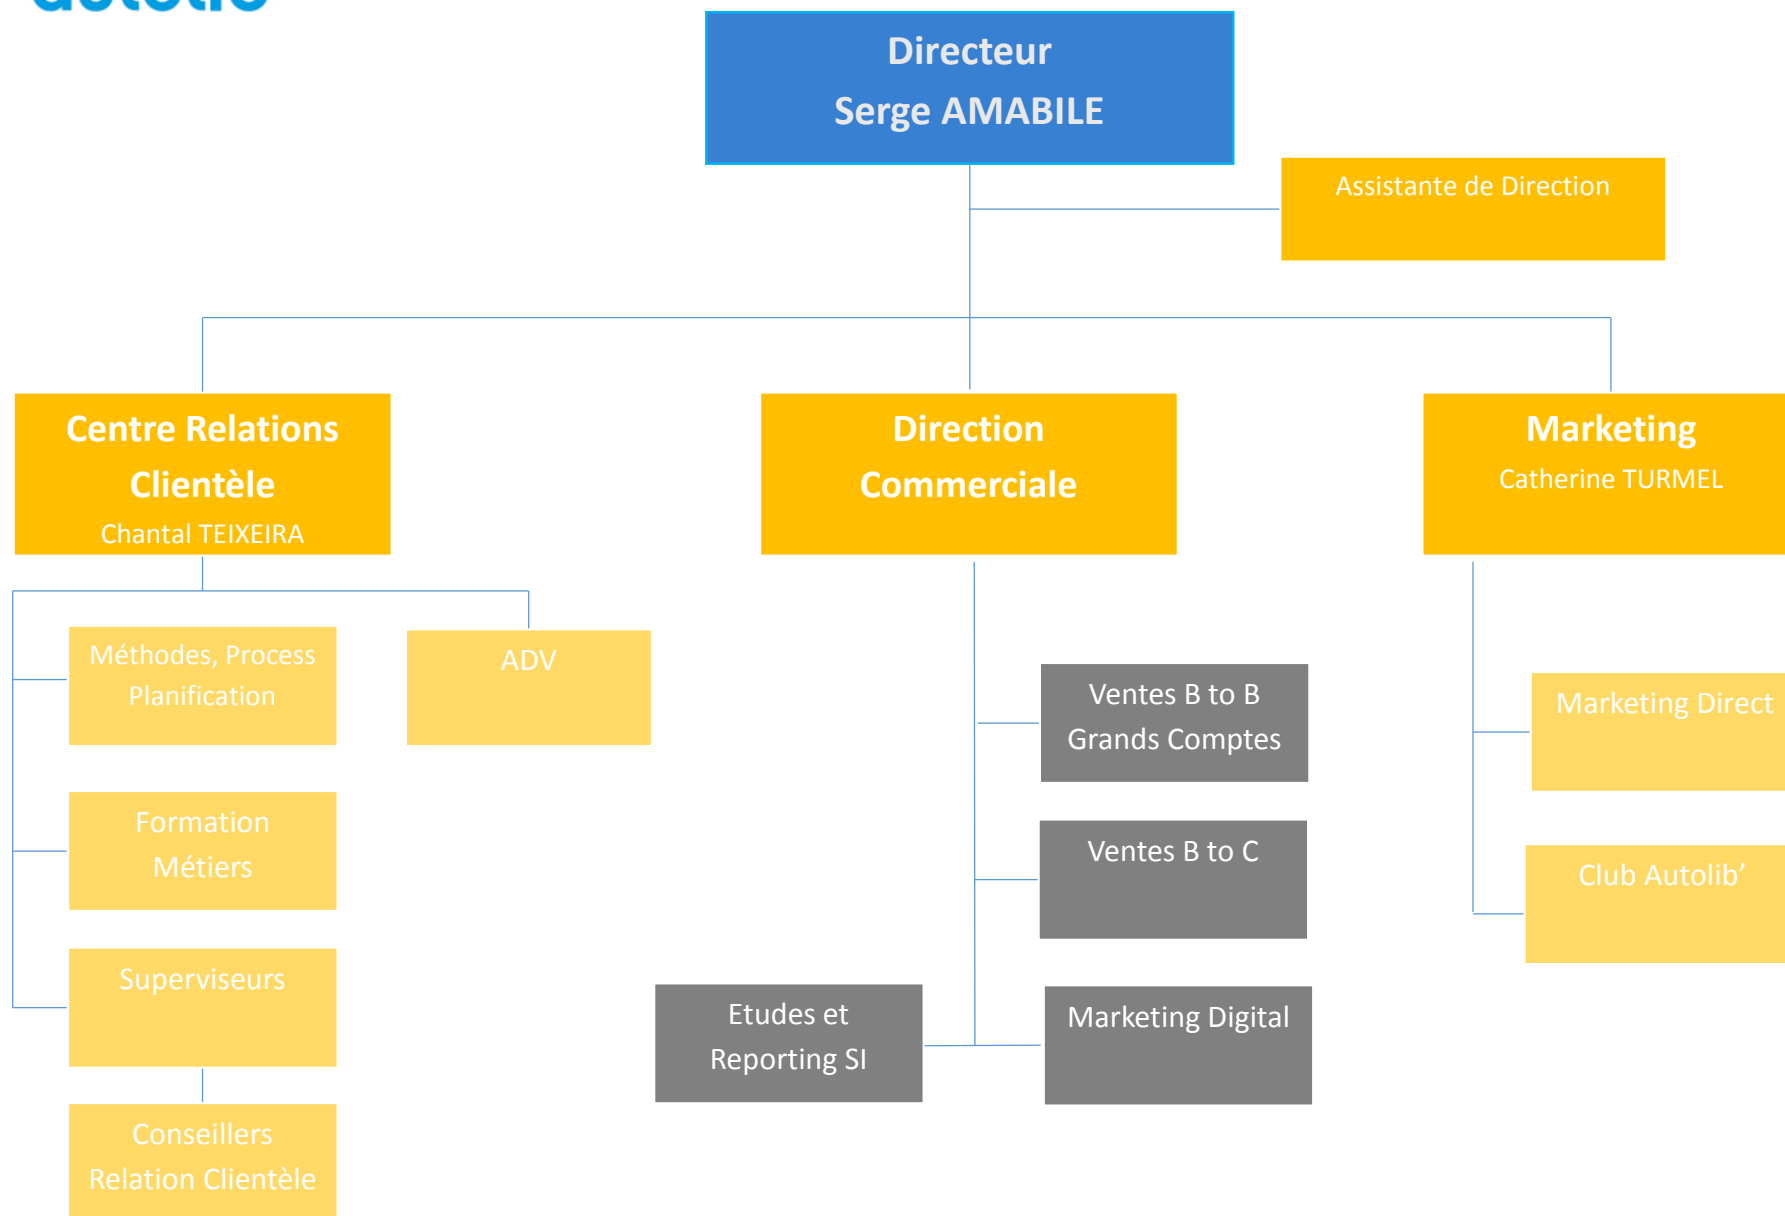 autolib
Directeur
Serge AMABILE
Assistante de Direction
Centre Relations
Clientèle
Chantal TEIXEIRA
Direction
Commerciale
Marketing
Catherine TURMEL
Méthodes, Process
Planification
ADV
Formation
Métiers
Superviseurs
Conseillers
Relation Clientèle
Ventes B to B
Grands Comptes
Ventes B to C
Etudes et
Reporting SI
Marketing Digital
Marketing Direct
Club Autolib’